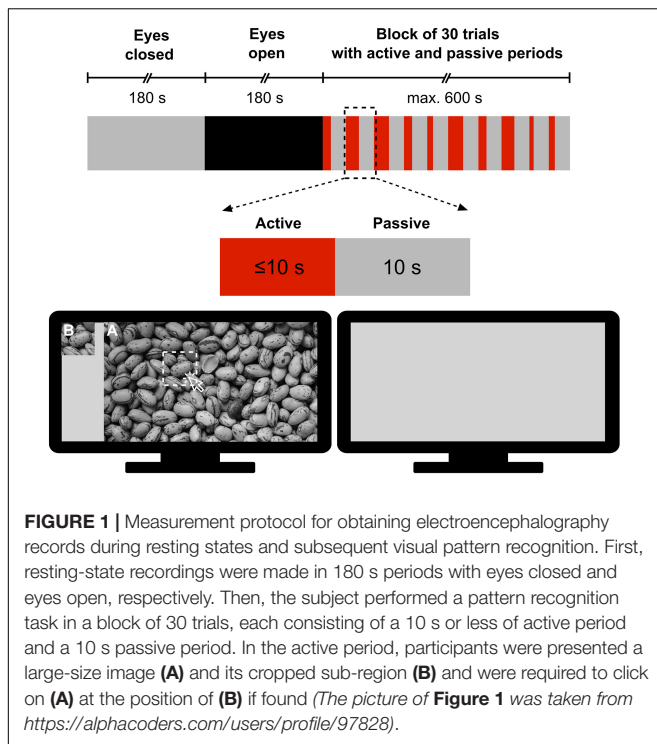 Eyes closed
Eyes open
Block of 30 trials
with active and passive periods
180 s
180 s
max. 600 s
Active
Passive
≤10 s
10 s
B
A
FIGURE 1 | Measurement protocol for obtaining electroencephalography
records during resting states and subsequent visual pattern recognition. First,
resting-state recordings were made in 180 s periods with eyes closed and
eyes open, respectively. Then, the subject performed a pattern recognition
task in a block of 30 trials, each consisting of a 10 s or less of active period
and a 10 s passive period. In the active period, participants were presented a
large-size image (A) and its cropped sub-region (B) and were required to click
on (A) at the position of (B) if found (The picture of Figure 1 was taken from
https://alphacoders.com/users/profile/97828).